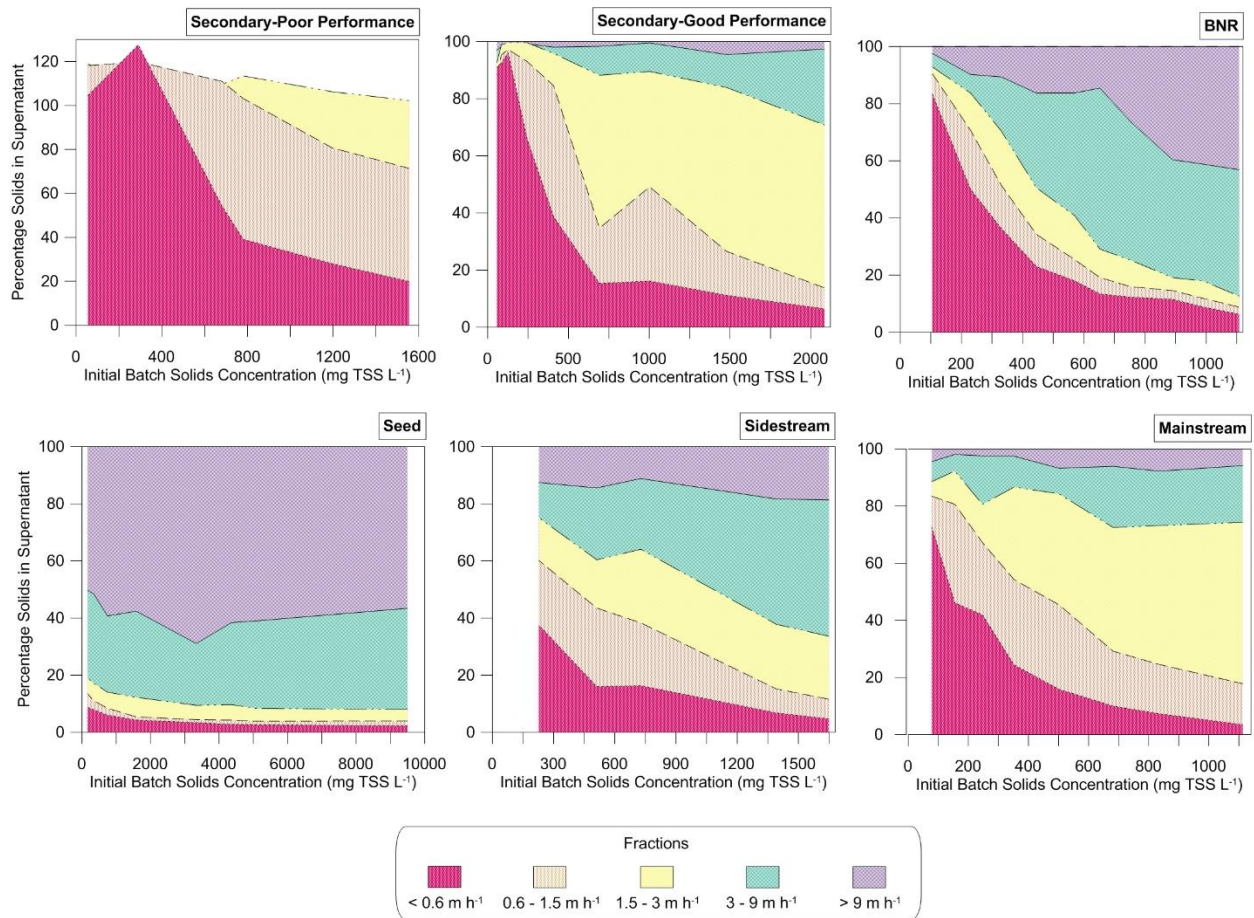 Secondary-Poor Performance
Secondary-Good Performance
BNR
Percentage Solids in Supernatant
120
100
80
60
40
20
0
0 400 800 1200 1600
Initial Batch Solids Concentration (mg TSS L⁻¹)
100
80
60
40
20
0
0 500 1000 1500 2000
Initial Batch Solids Concentration (mg TSS L⁻¹)
100
80
60
40
20
0
0 200 400 600 800 1000
Initial Batch Solids Concentration (mg TSS L⁻¹)
Seed
Sidestream
Mainstream
Percentage Solids in Supernatant
100
80
60
40
20
0
0 2000 4000 6000 8000 10000
Initial Batch Solids Concentration (mg TSS L⁻¹)
100
80
60
40
20
0
0 300 600 900 1200 1500
Initial Batch Solids Concentration (mg TSS L⁻¹)
100
80
60
40
20
0
0 200 400 600 800 1000
Initial Batch Solids Concentration (mg TSS L⁻¹)
Fractions
< 0.6 m h⁻¹ 0.6 - 1.5 m h⁻¹ 1.5 - 3 m h⁻¹ 3 - 9 m h⁻¹ > 9 m h⁻¹